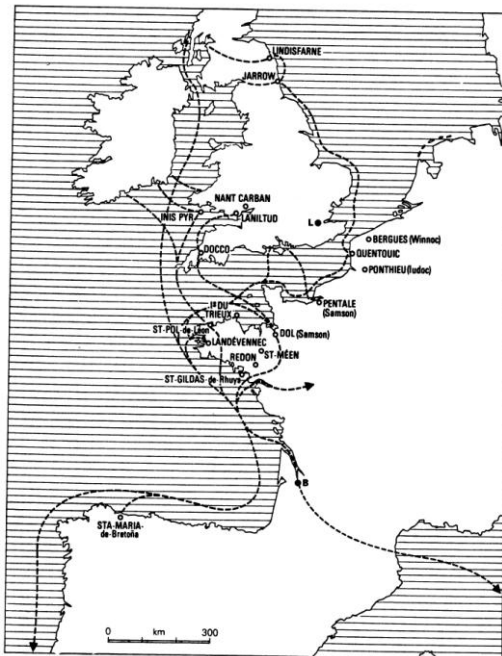 LINDISFARNE
JARROW
NANT CARBAN
INIS PYR
LANILTUD
L
DOCCO
BERGUES (Winnoc)
QUENTOUIC
PONTHIEU (Iudoc)
PENTALE
(Samson)
Iª DU
TRIEUX
ST-POL-de-Léon
DOL (Samson)
LANDÉVENNEC
ST-MÉEN
REDON
ST-GILDAS-de-Rhuys
B
STA-MARIA-
de-Bretoña
0 km 300